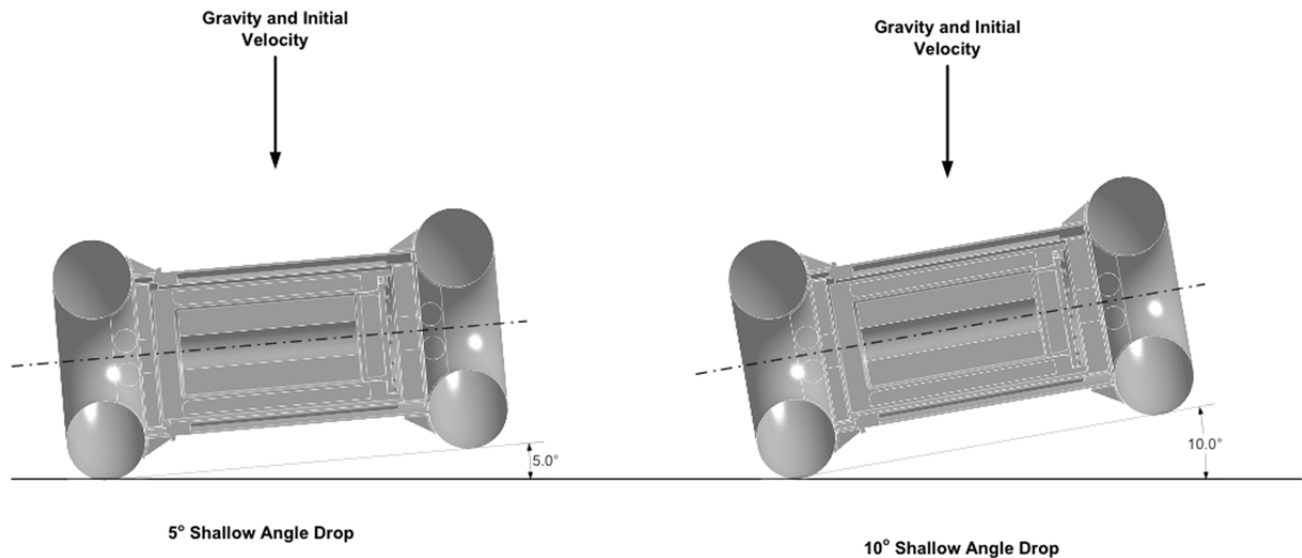 Gravity and Initial
Velocity
5.0°
5° Shallow Angle Drop
Gravity and Initial
Velocity
10.0°
10° Shallow Angle Drop